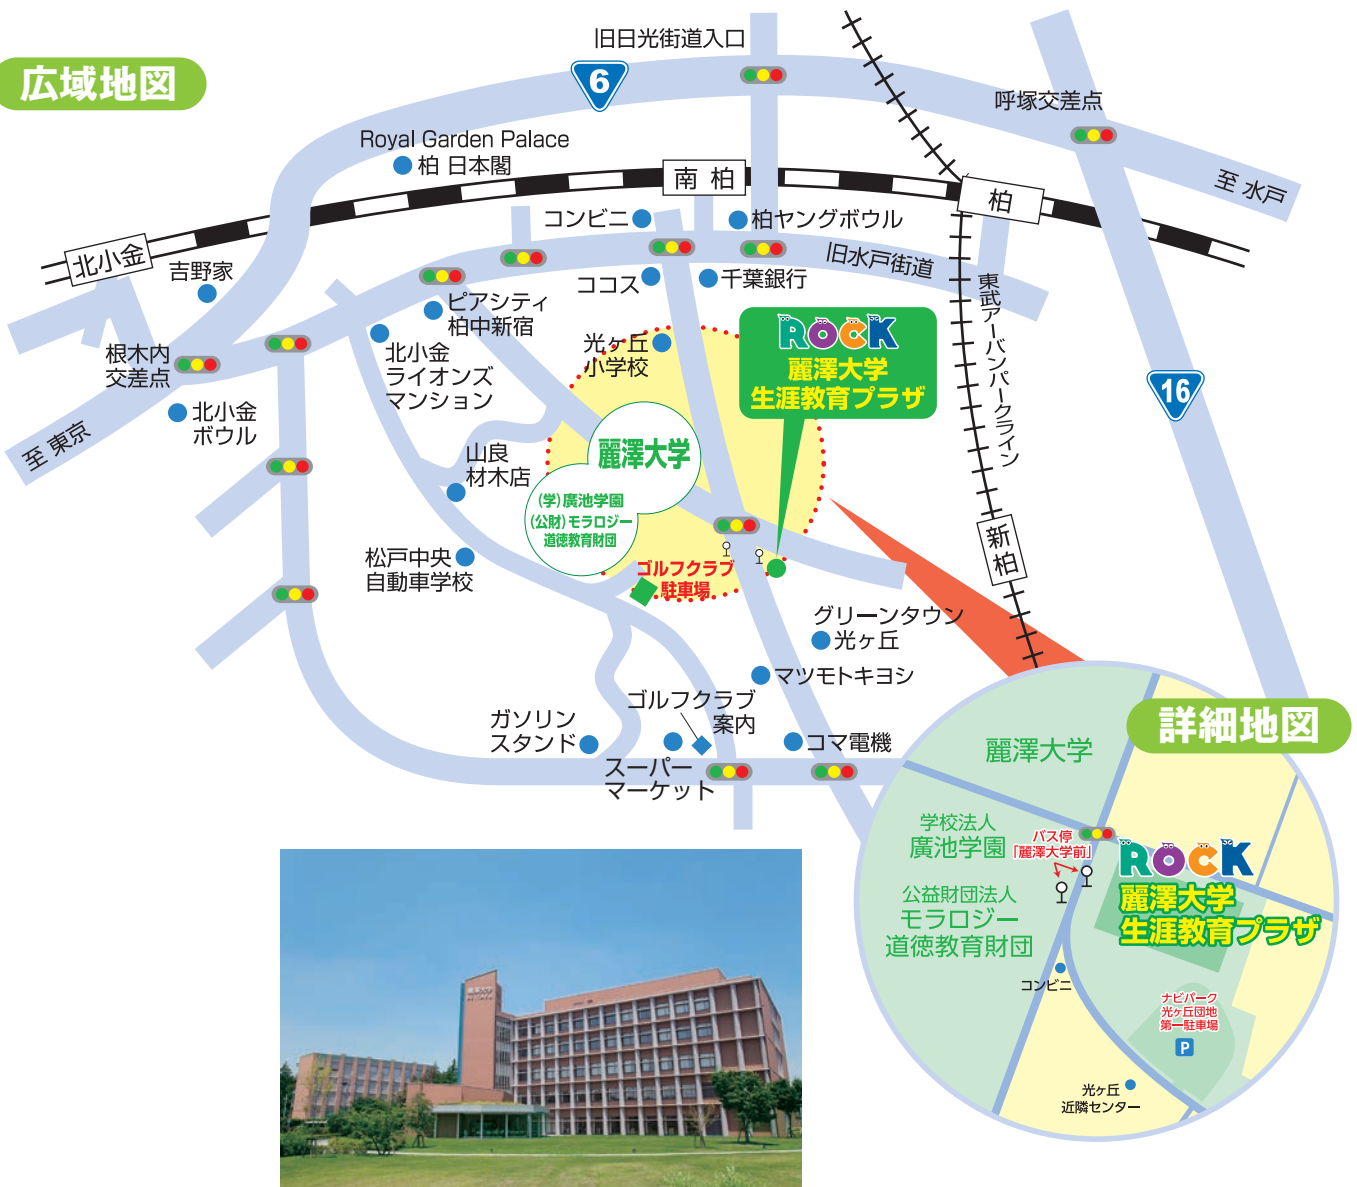 広域地図
旧日光街道入口
6
呼塚交差点
Royal Garden Palace
柏 日本閣
南 柏
柏
至 水戸
コンビニ
柏ヤングボウル
北小金
旧水戸街道
吉野家
ココス
千葉銀行
東武アーバンパークライン
ピアシティ
柏中新宿
ROCK
麗澤大学
生涯教育プラザ
光ヶ丘
小学校
根木内
交差点
北小金
ライオンズ
マンション
16
北小金
ボウル
至 東京
麗澤大学
山良
材木店
(学)廣池学園
(公財)モラロジー
道徳教育財団
新柏
松戸中央
自動車学校
ゴルフクラブ
駐車場
グリーンタウン
光ヶ丘
マツモトキヨシ
ゴルフクラブ
案内
ガソリン
スタンド
コマ電機
スーパー
マーケット
詳細地図
麗澤大学
学校法人
廣池学園
バス停
「麗澤大学前」
ROCK
麗澤大学
生涯教育プラザ
公益財団法人
モラロジー
道徳教育財団
コンビニ
ナビパーク
光ヶ丘団地
第一駐車場
P
光ヶ丘
近隣センター
麗澤大学